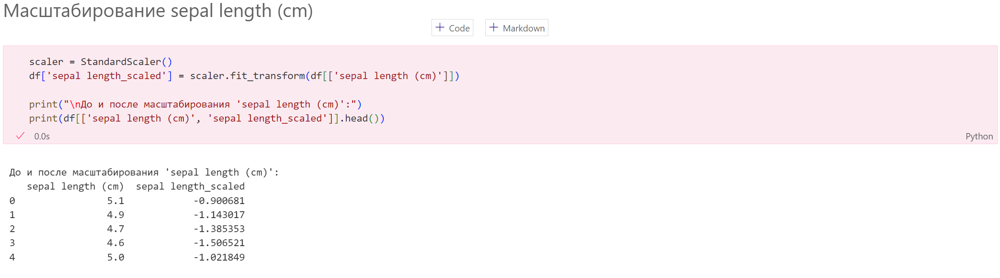 Масштабирование sepal length (cm)
+ Code + Markdown
scaler = StandardScaler()
df['sepal length_scaled'] = scaler.fit_transform(df[['sepal length (cm)']])
print("\nДо и после масштабирования 'sepal length (cm)':")
print(df[['sepal length (cm)', 'sepal length_scaled']].head())
0.0s
Python
До и после масштабирования 'sepal length (cm)':
sepal length (cm) sepal length_scaled
0 5.1 -0.900681
1 4.9 -1.143017
2 4.7 -1.385353
3 4.6 -1.506521
4 5.0 -1.021849